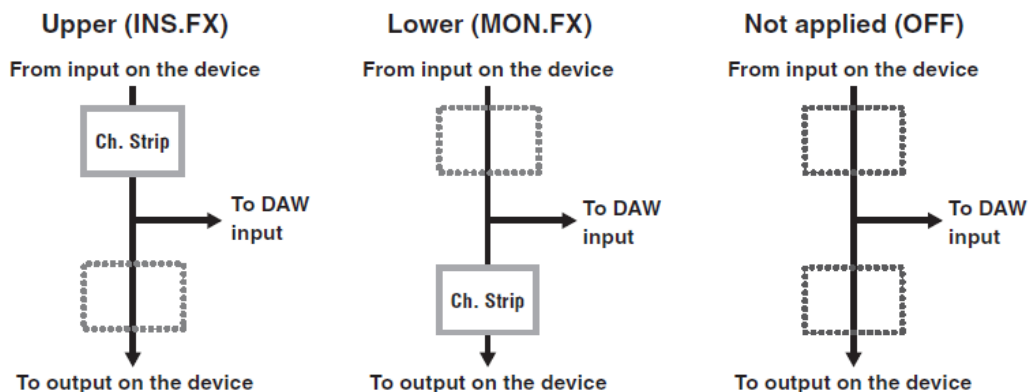 Upper (INS.FX)
From input on the device
Ch. Strip
To DAW
input
To output on the device
Lower (MON.FX)
From input on the device
To DAW
input
Ch. Strip
To output on the device
Not applied (OFF)
From input on the device
To DAW
input
To output on the device